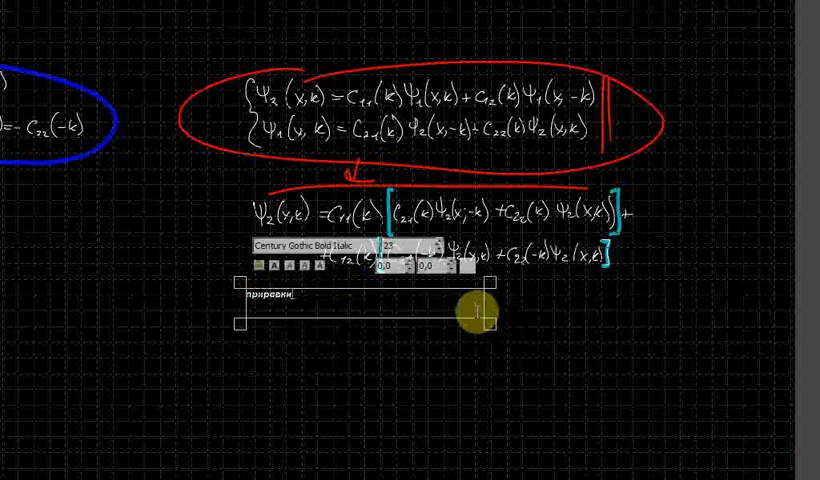 )
Ψ₂(x,k)=C₁₁(k)Ψ₁(x,k)+C₁₂(k)Ψ₁(x,-k)
)=-C₂₂(-k)
Ψ₁(x,k)=C₂₁(k)Ψ₂(x,-k)+C₂₂(k)Ψ₂(x,k)
Ψ₂(x,k)=C₁₁(k)[C₂₁(k)Ψ₂(x;-k)+C₂₂(k)Ψ₂(x,k)]+
Century Gothic Bold Italic 23
+C₁₂(k)[Ψ₂(x,k)+C₂₂(-k)Ψ₂(x,k)]
A A A A 0,0 0,0
приравки